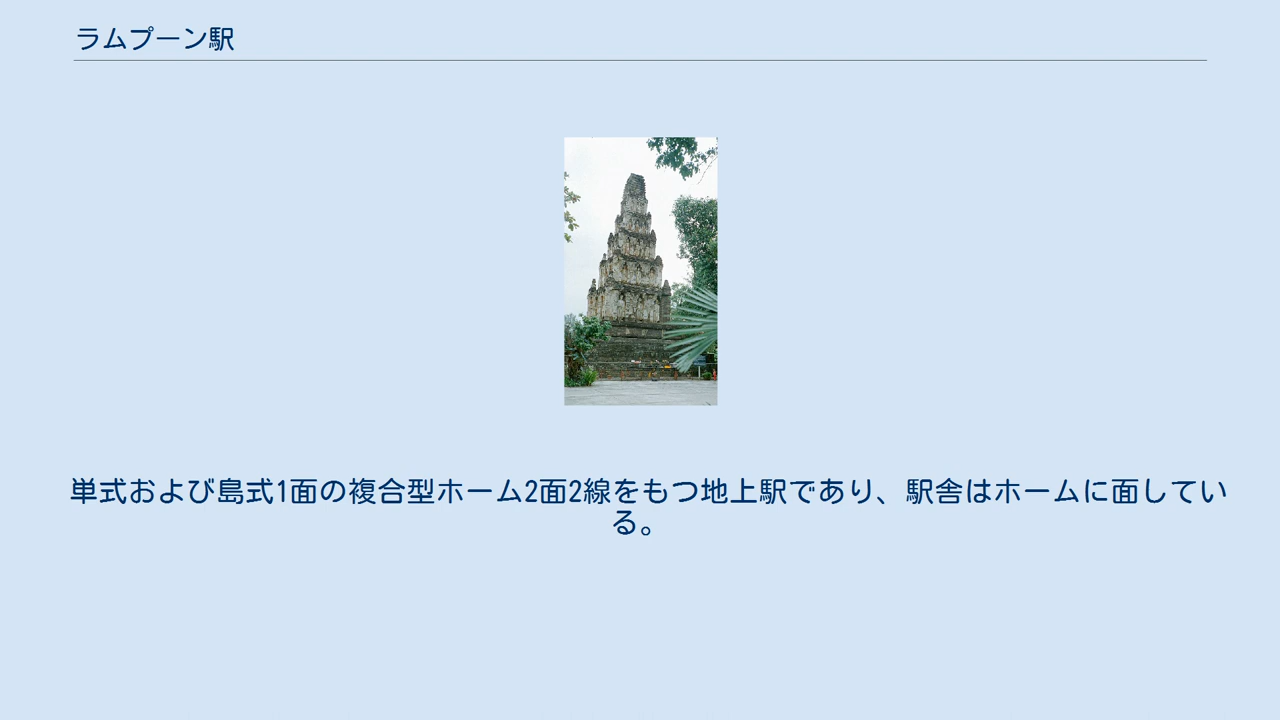 ラムプーン駅
単式および島式1面の複合型ホーム2面2線をもつ地上駅であり、駅舎はホームに面してい
る。